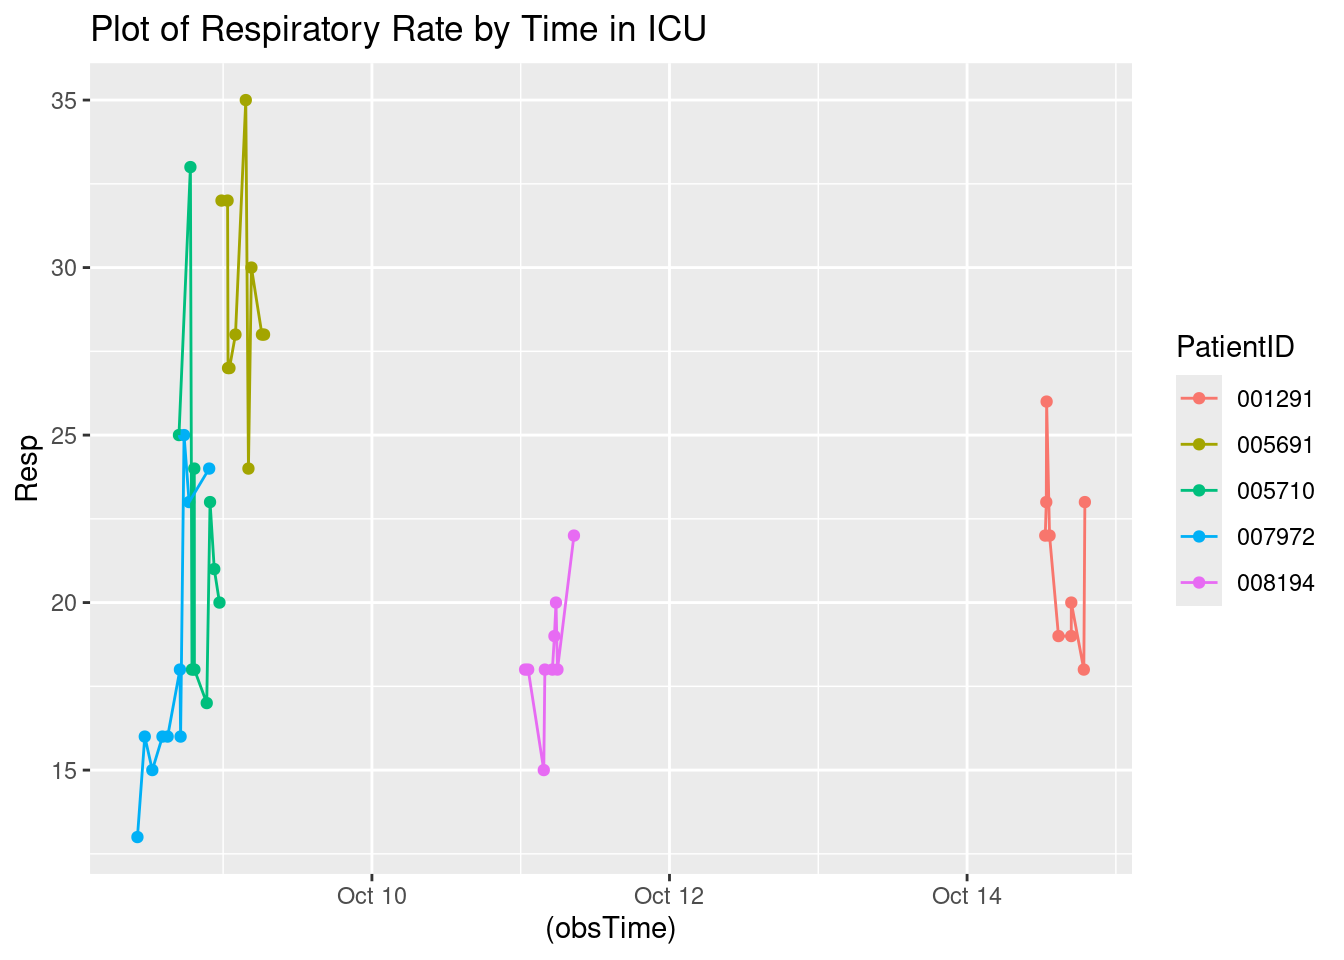 Plot of Respiratory Rate by Time in ICU
Resp
35
30
25
20
15
Oct 10
Oct 12
Oct 14
(obsTime)
PatientID
001291
005691
005710
007972
008194